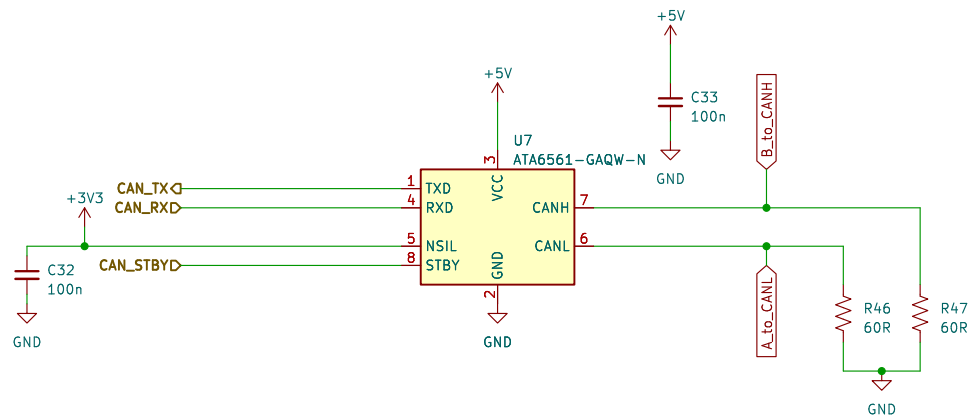 +5V
C33
100n
GND
+5V
B_to_CANH
U7
ATA6561-GAQW-N
3
VCC
CAN_TX
1
TXD
CAN_RX
4
RXD
CANH
7
+3V3
5
NSIL
CANL
6
CAN_STBY
8
STBY
GND
2
GND
C32
100n
GND
A_to_CANL
R46
60R
R47
60R
GND